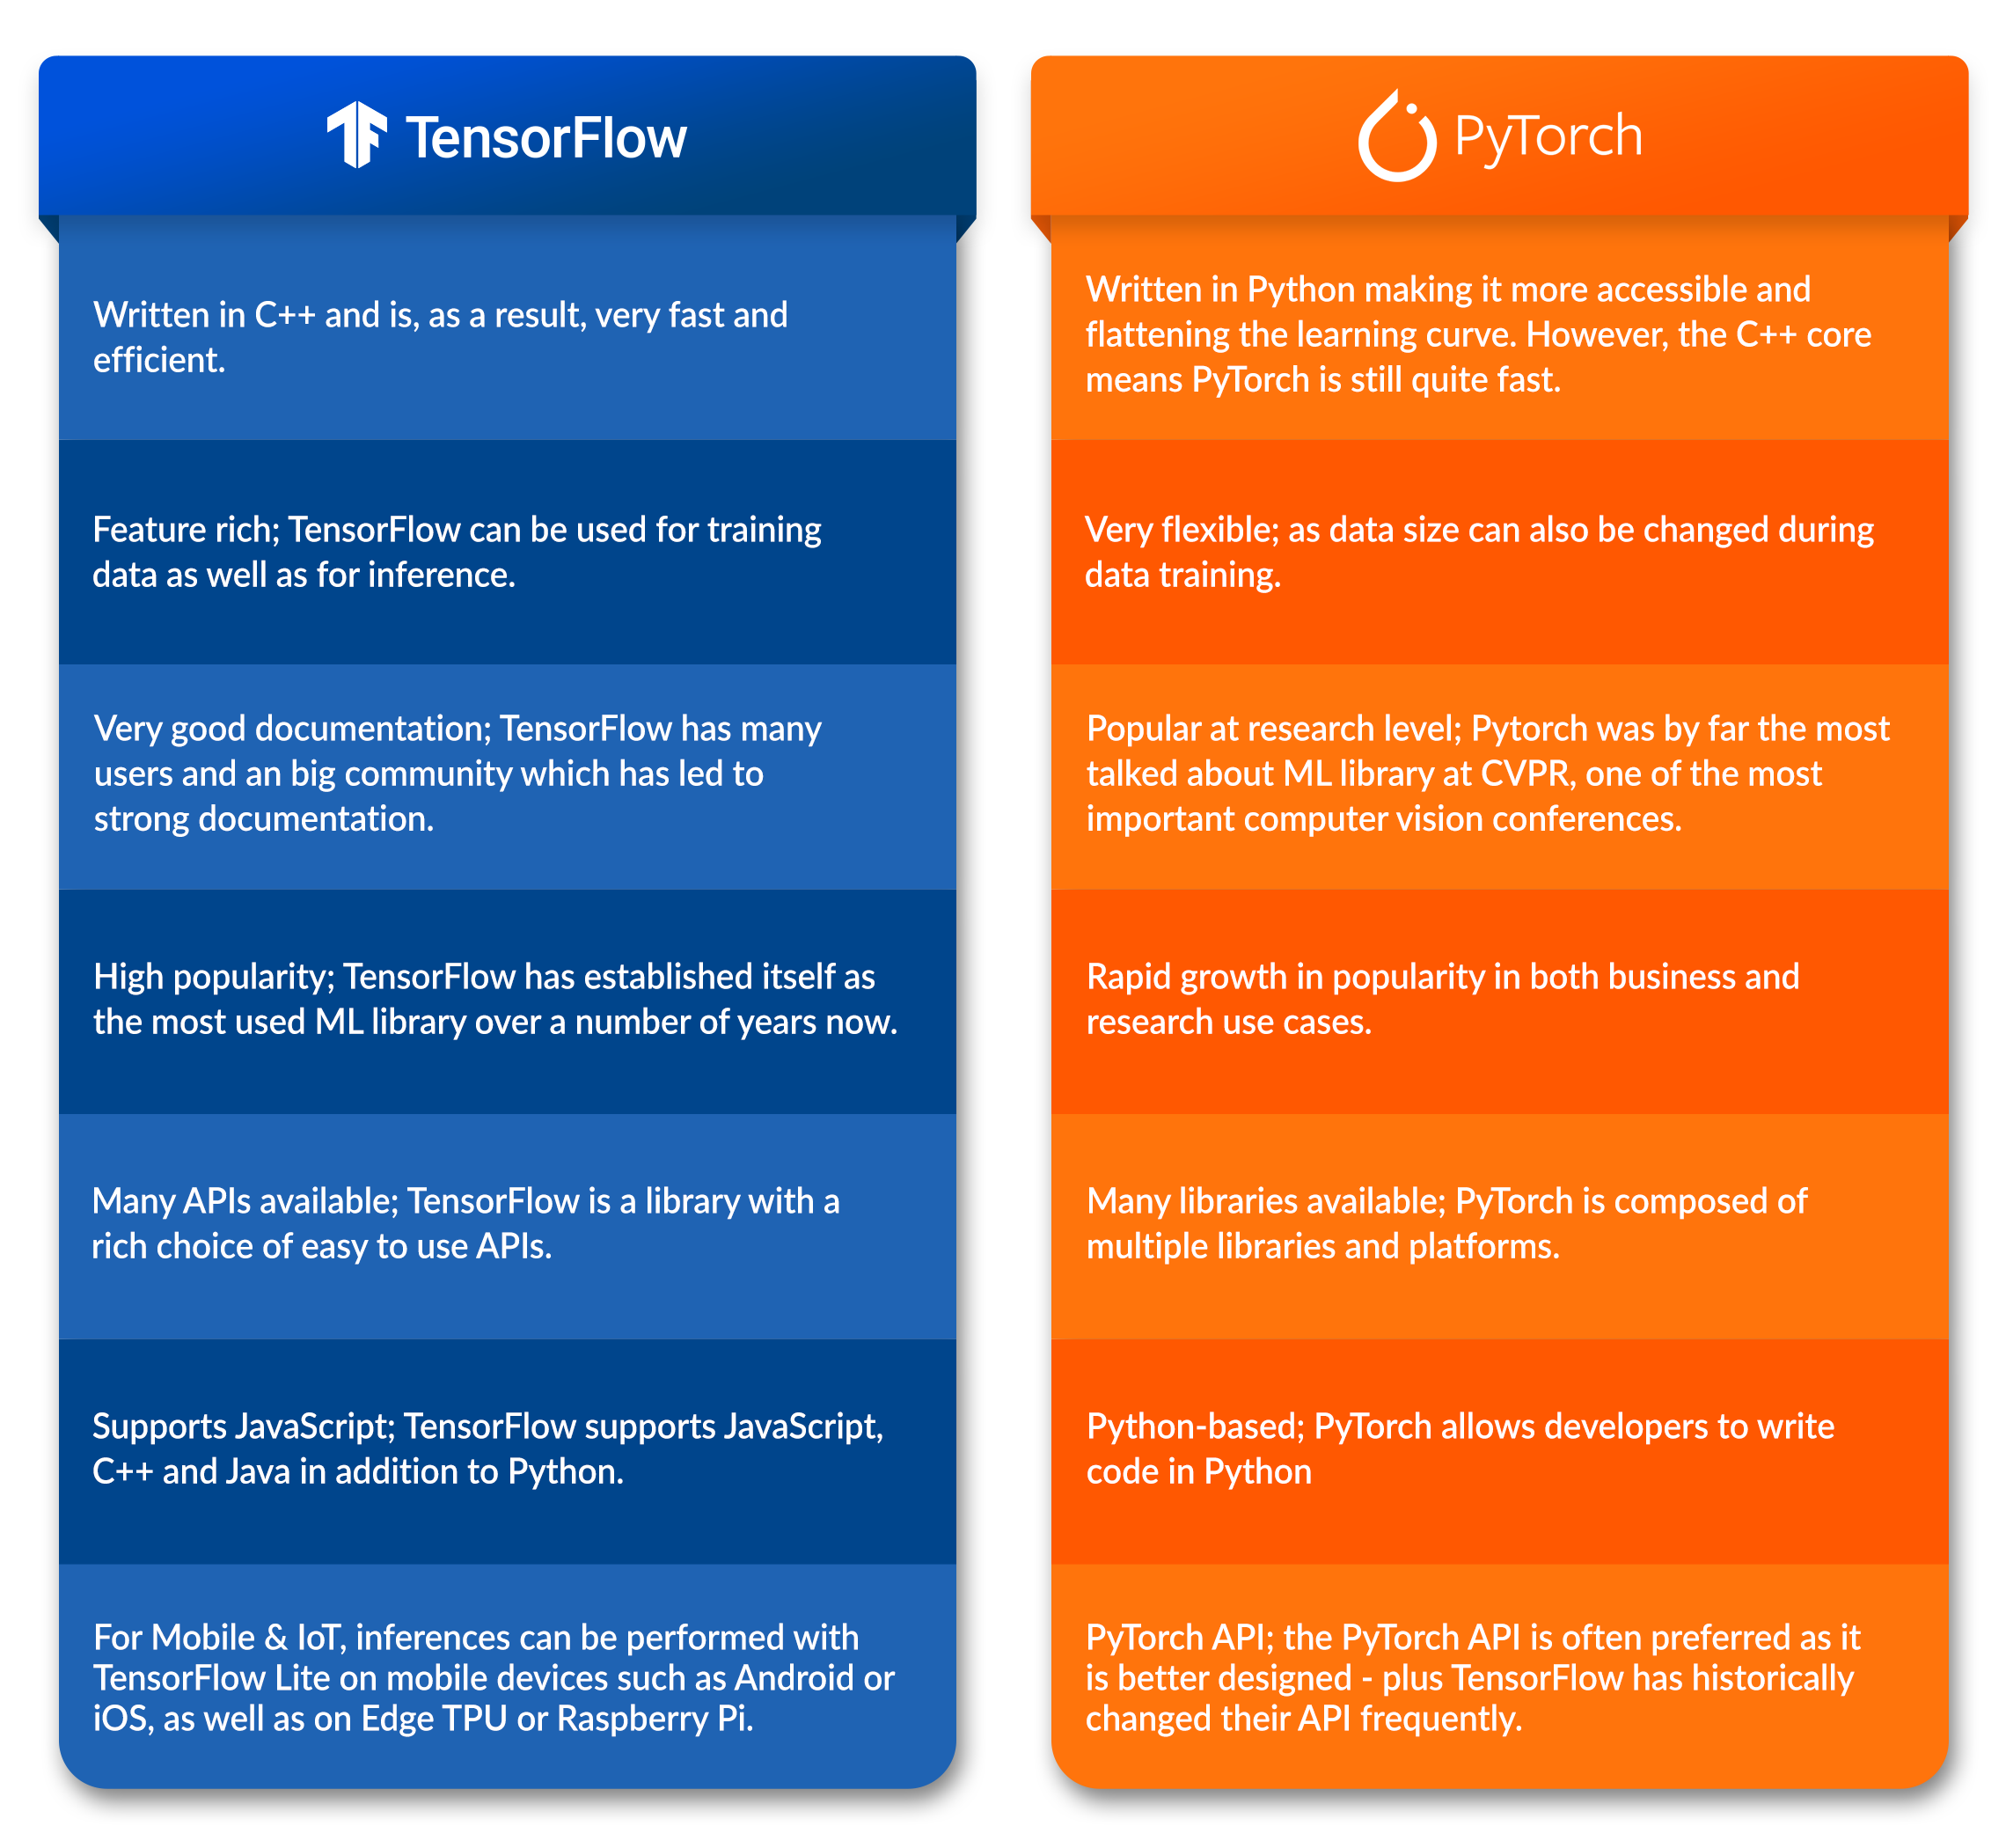 TensorFlow
Written in C++ and is, as a result, very fast and
efficient.
Feature rich; TensorFlow can be used for training
data as well as for inference.
Very good documentation; TensorFlow has many
users and an big community which has led to
strong documentation.
High popularity; TensorFlow has established itself as
the most used ML library over a number of years now.
Many APIs available; TensorFlow is a library with a
rich choice of easy to use APIs.
Supports JavaScript; TensorFlow supports JavaScript,
C++ and Java in addition to Python.
For Mobile & IoT, inferences can be performed with
TensorFlow Lite on mobile devices such as Android or
iOS, as well as on Edge TPU or Raspberry Pi.
PyTorch
Written in Python making it more accessible and
flattening the learning curve. However, the C++ core
means PyTorch is still quite fast.
Very flexible; as data size can also be changed during
data training.
Popular at research level; Pytorch was by far the most
talked about ML library at CVPR, one of the most
important computer vision conferences.
Rapid growth in popularity in both business and
research use cases.
Many libraries available; PyTorch is composed of
multiple libraries and platforms.
Python-based; PyTorch allows developers to write
code in Python
PyTorch API; the PyTorch API is often preferred as it
is better designed - plus TensorFlow has historically
changed their API frequently.